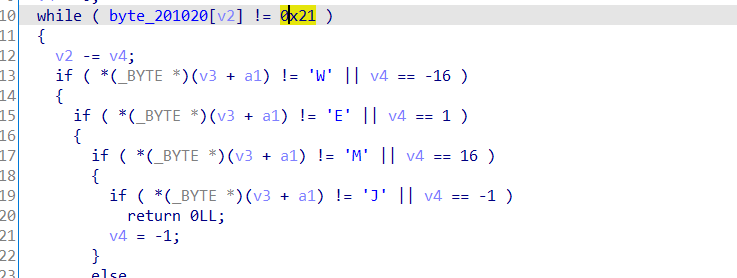 10 while ( byte_201020[v2] != 0x21 )
11 {
12 v2 -= v4;
13 if ( *(_BYTE *)(v3 + a1) != 'W' || v4 == -16 )
14 {
15 if ( *(_BYTE *)(v3 + a1) != 'E' || v4 == 1 )
16 {
17 if ( *(_BYTE *)(v3 + a1) != 'M' || v4 == 16 )
18 {
19 if ( *(_BYTE *)(v3 + a1) != 'J' || v4 == -1 )
20 return 0LL;
21 v4 = -1;
22 }
23 else